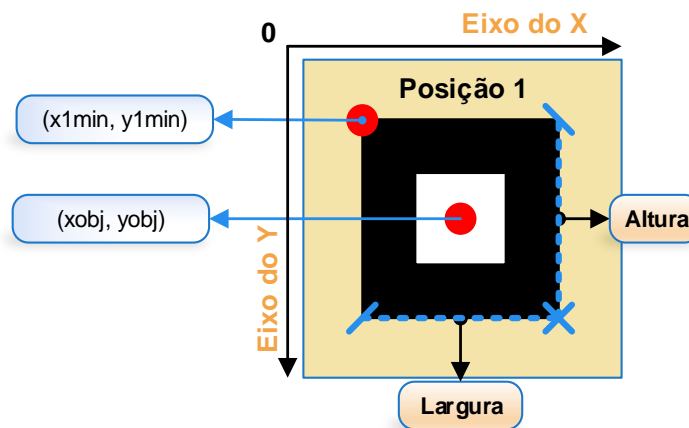 0
Eixo do X
Posição 1
(x1min, y1min)
(xobj, yobj)
Altura
Eixo do Y
Largura